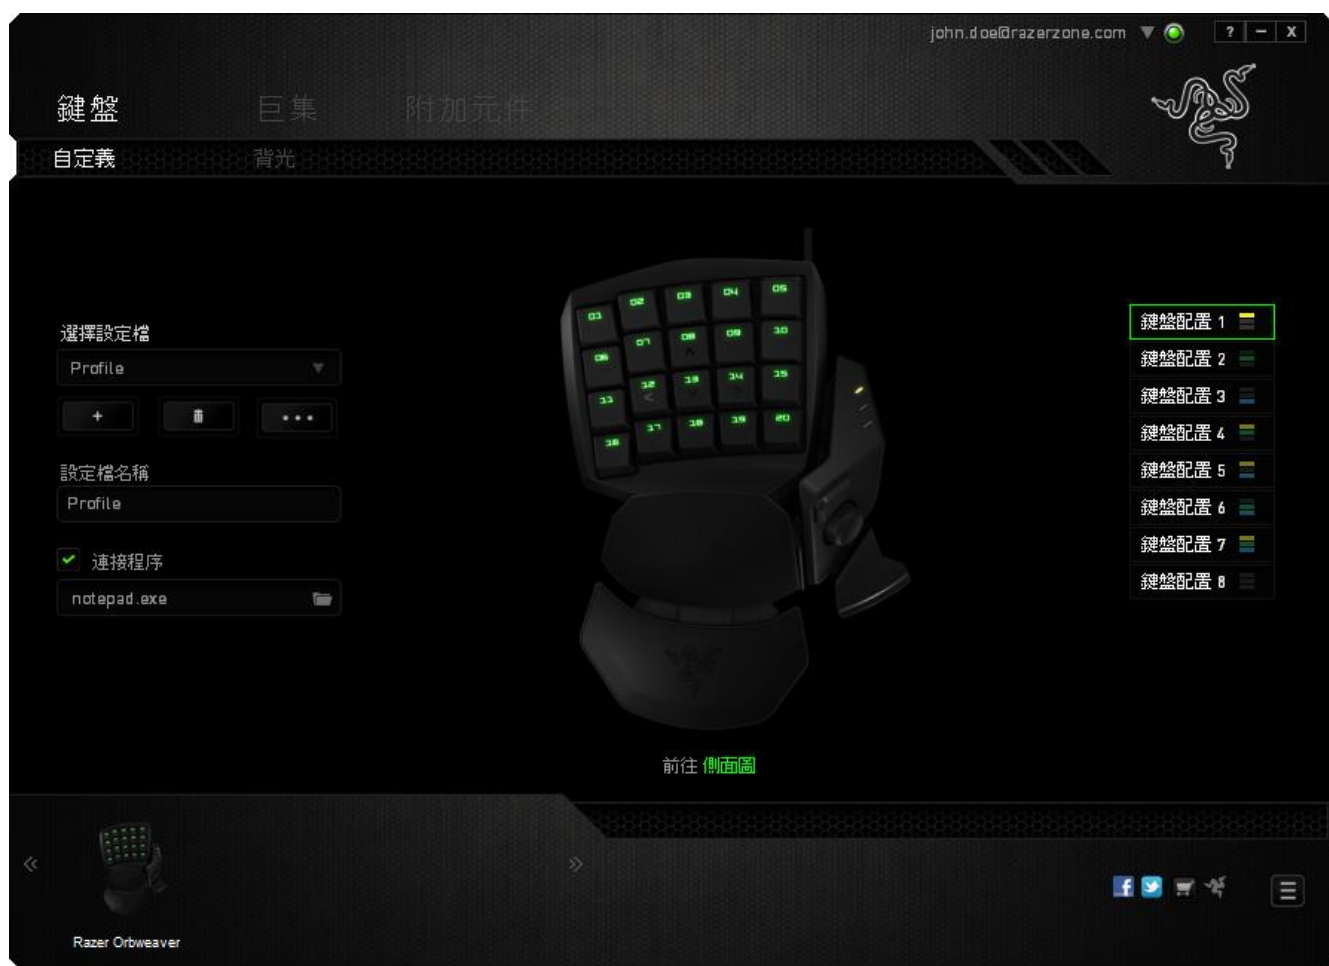 john.doe@razerzone.com
? − X
鍵盤 巨集 附加元件
自定義 背光
選擇設定檔
Profile
+ •••
設定檔名稱
Profile
連接程序
notepad.exe
01 02 03 04 05
06 07 08 09 10
11 12 13 14 15
16 17 18 19 20
前往 側面圖
鍵盤配置 1
鍵盤配置 2
鍵盤配置 3
鍵盤配置 4
鍵盤配置 5
鍵盤配置 6
鍵盤配置 7
鍵盤配置 8
Razer Orbweaver